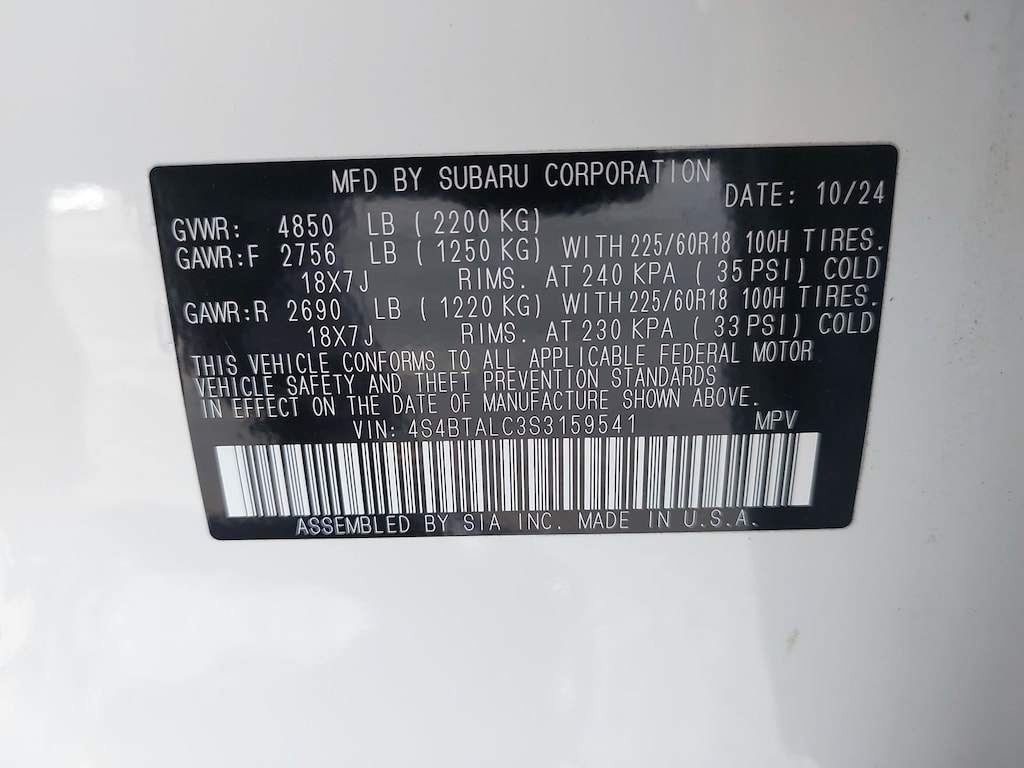 MFD BY SUBARU CORPORATION
DATE: 10/24
GVWR: 4850 LB ( 2200 KG)
GAWR:F 2756 LB ( 1250 KG) WITH 225/60R18 100H TIRES.
18X7J RIMS. AT 240 KPA ( 35 PSI) COLD
GAWR:R 2690 LB ( 1220 KG) WITH 225/60R18 100H TIRES.
18X7J RIMS. AT 230 KPA ( 33 PSI) COLD
THIS VEHICLE CONFORMS TO ALL APPLICABLE FEDERAL MOTOR
VEHICLE SAFETY AND THEFT PREVENTION STANDARDS
IN EFFECT ON THE DATE OF MANUFACTURE SHOWN ABOVE.
VIN: 4S4BTALC3S3159541 MPV
ASSEMBLED BY SIA INC. MADE IN U.S.A.